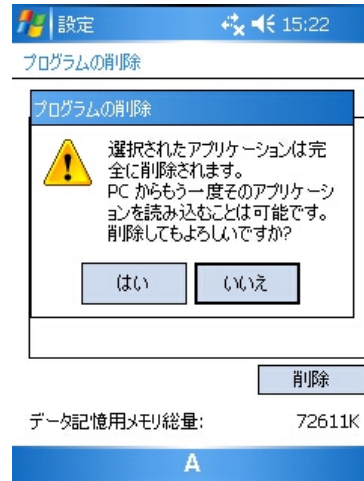 設定 15:22
プログラムの削除
プログラムの削除
選択されたアプリケーションは完
全に削除されます。
PC からもう一度そのアプリケーシ
ョンを読み込むことは可能です。
削除してもよろしいですか?
はい いいえ
削除
データ記憶用メモリ総量: 72611K
A